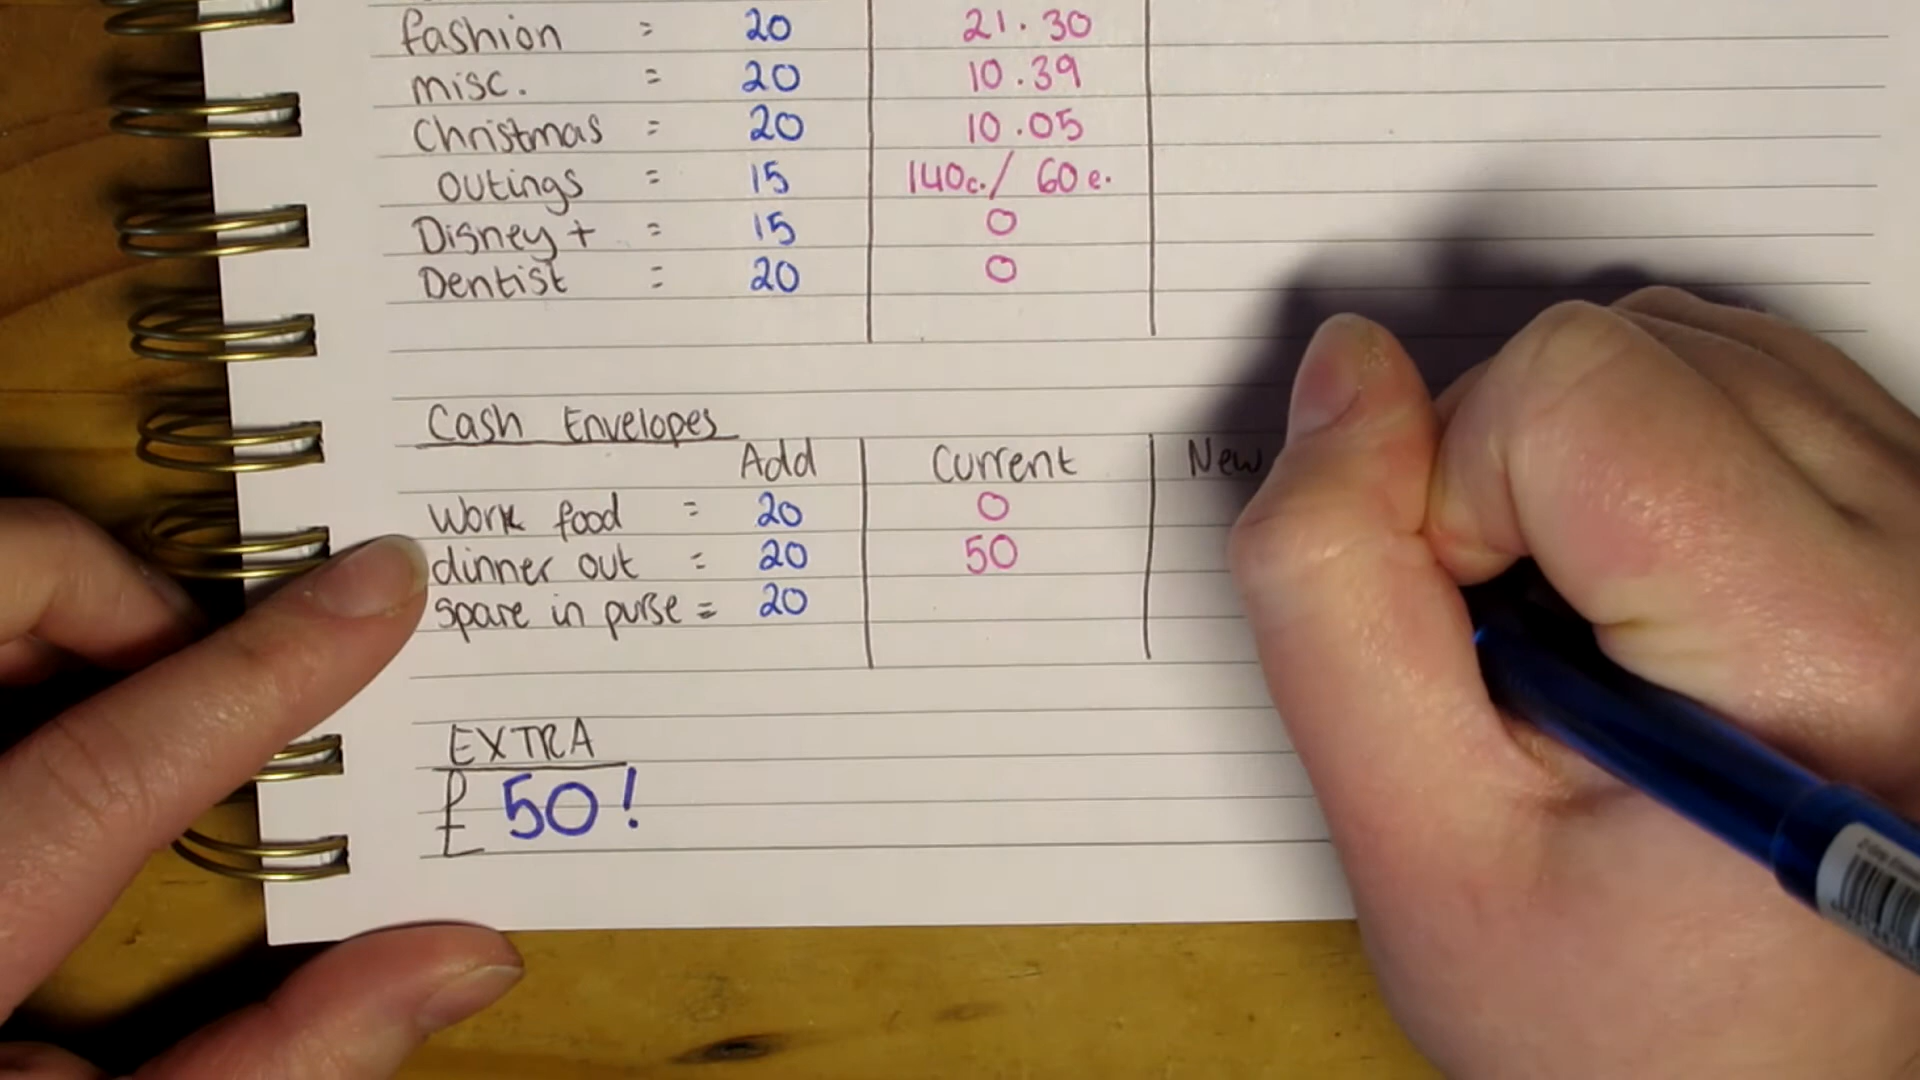 fashion = 20 21.30
misc. = 20 10.39
Christmas = 20 10.05
outings = 15 140c./ 60e.
Disney + = 15 0
Dentist = 20 0
Cash Envelopes
Add Current New
Work food = 20 0
dinner out = 20 50
spare in purse = 20
EXTRA
£ 50!